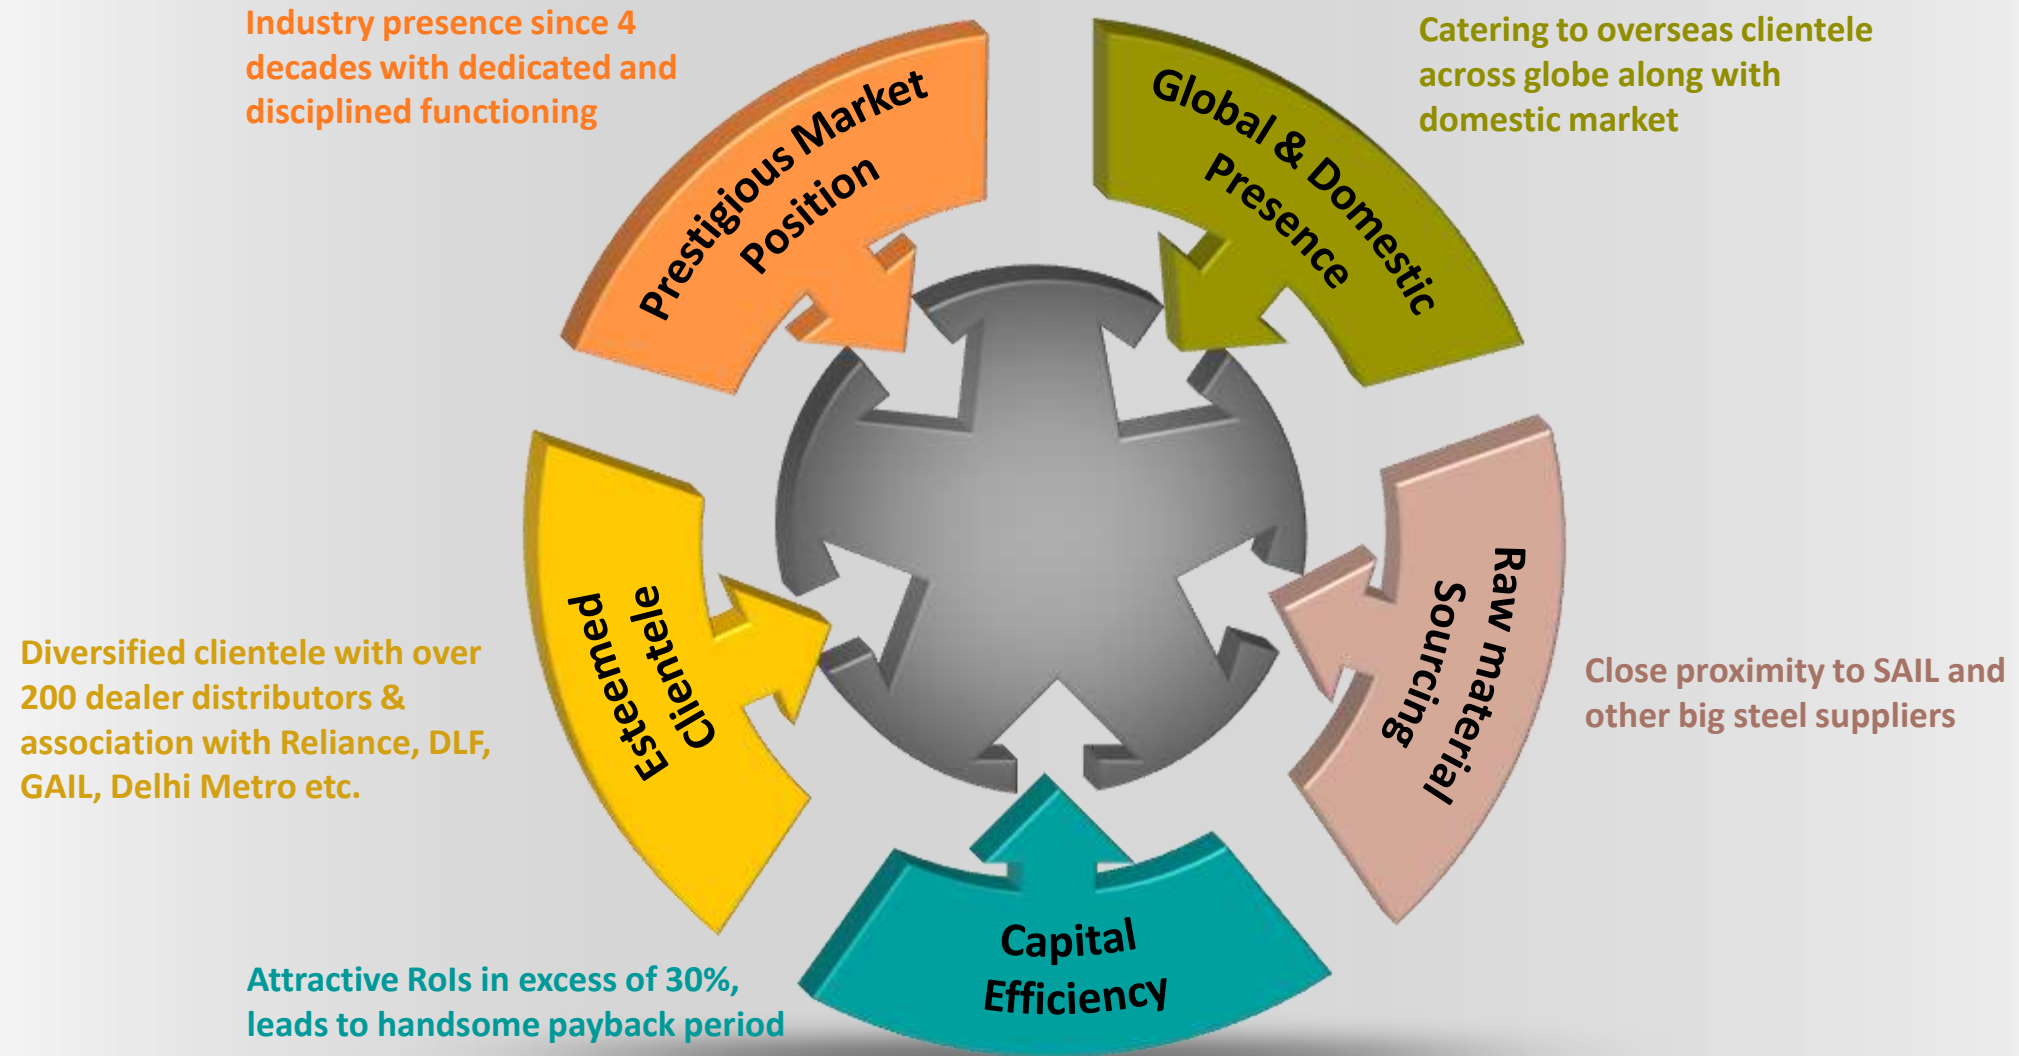 Industry presence since 4
decades with dedicated and
disciplined functioning
Prestigious Market
Position
Global & Domestic
Presence
Catering to overseas clientele
across globe along with
domestic market
Esteemed
Clientele
Diversified clientele with over
200 dealer distributors &
association with Reliance, DLF,
GAIL, Delhi Metro etc.
Raw material
Sourcing
Close proximity to SAIL and
other big steel suppliers
Capital
Efficiency
Attractive RoIs in excess of 30%,
leads to handsome payback period